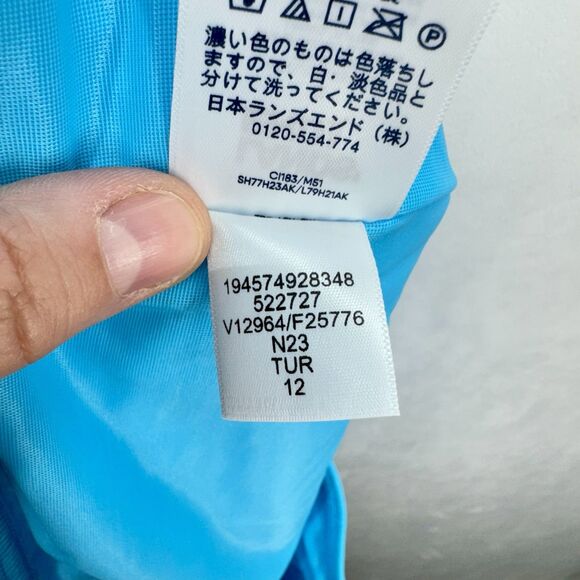 濃い色のものは色落ちし
ますので、白・淡色品と
分けて洗ってください。
日本ランズエンド（株）
0120-554-774
CI183/M51
SH77H23AK/L79H21AK
194574928348
522727
V12964/F25776
N23
TUR
12